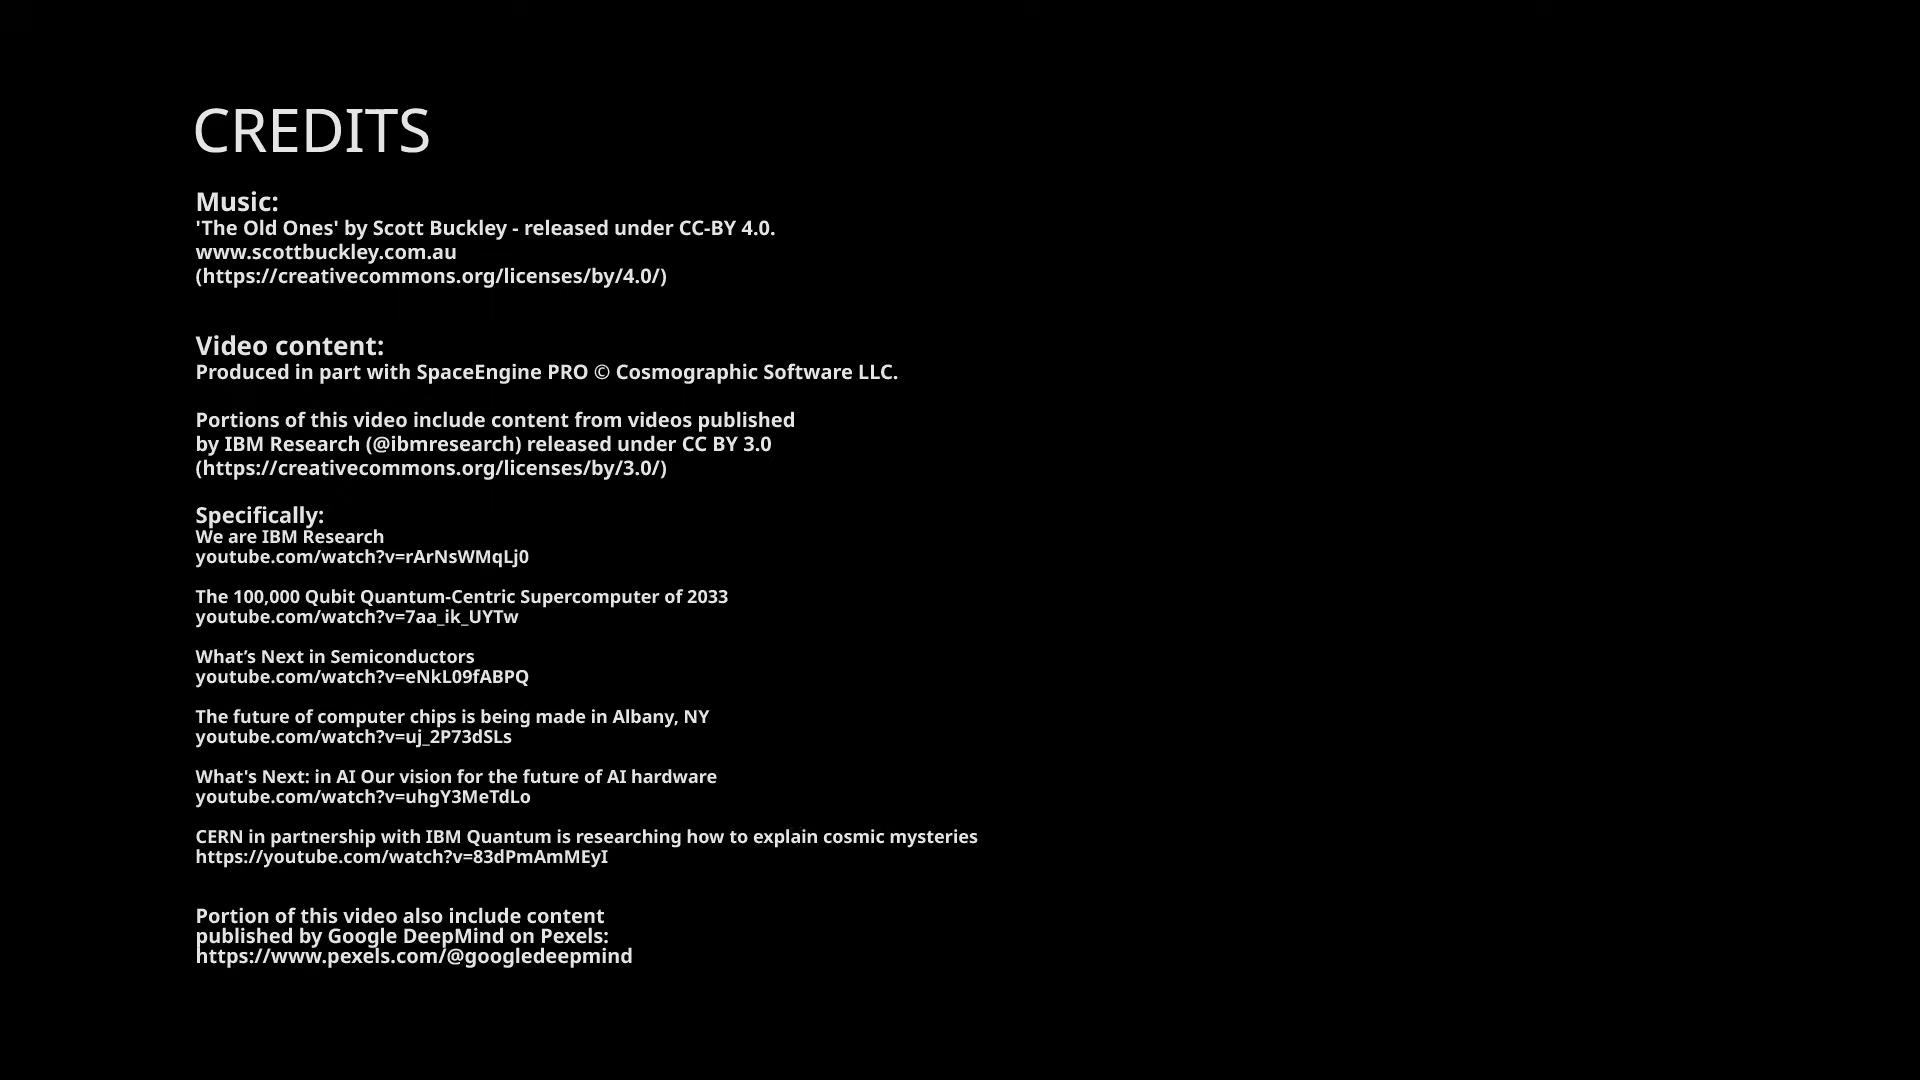 CREDITS
Music:
'The Old Ones' by Scott Buckley - released under CC-BY 4.0.
www.scottbuckley.com.au
(https://creativecommons.org/licenses/by/4.0/)
Video content:
Produced in part with SpaceEngine PRO © Cosmographic Software LLC.
Portions of this video include content from videos published
by IBM Research (@ibmresearch) released under CC BY 3.0
(https://creativecommons.org/licenses/by/3.0/)
Specifically:
We are IBM Research
youtube.com/watch?v=rArNsWMqLj0
The 100,000 Qubit Quantum-Centric Supercomputer of 2033
youtube.com/watch?v=7aa_ik_UYTw
What’s Next in Semiconductors
youtube.com/watch?v=eNkL09fABPQ
The future of computer chips is being made in Albany, NY
youtube.com/watch?v=uj_2P73dSLs
What's Next: in AI Our vision for the future of AI hardware
youtube.com/watch?v=uhgY3MeTdLo
CERN in partnership with IBM Quantum is researching how to explain cosmic mysteries
https://youtube.com/watch?v=83dPmAmMEyI
Portion of this video also include content
published by Google DeepMind on Pexels:
https://www.pexels.com/@googledeepmind